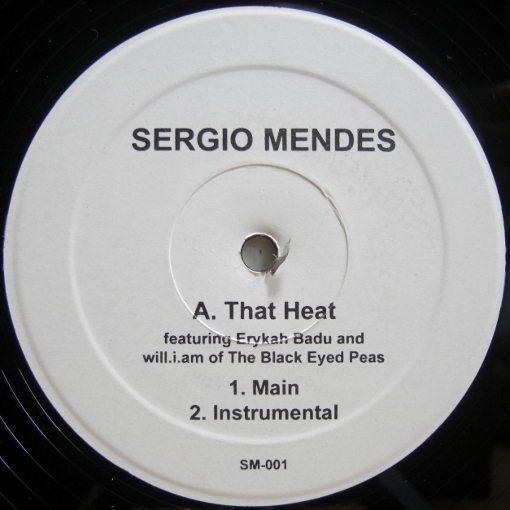 SERGIO MENDES
A. That Heat
featuring Erykah Badu and
will.i.am of The Black Eyed Peas
1. Main
2. Instrumental
SM-001